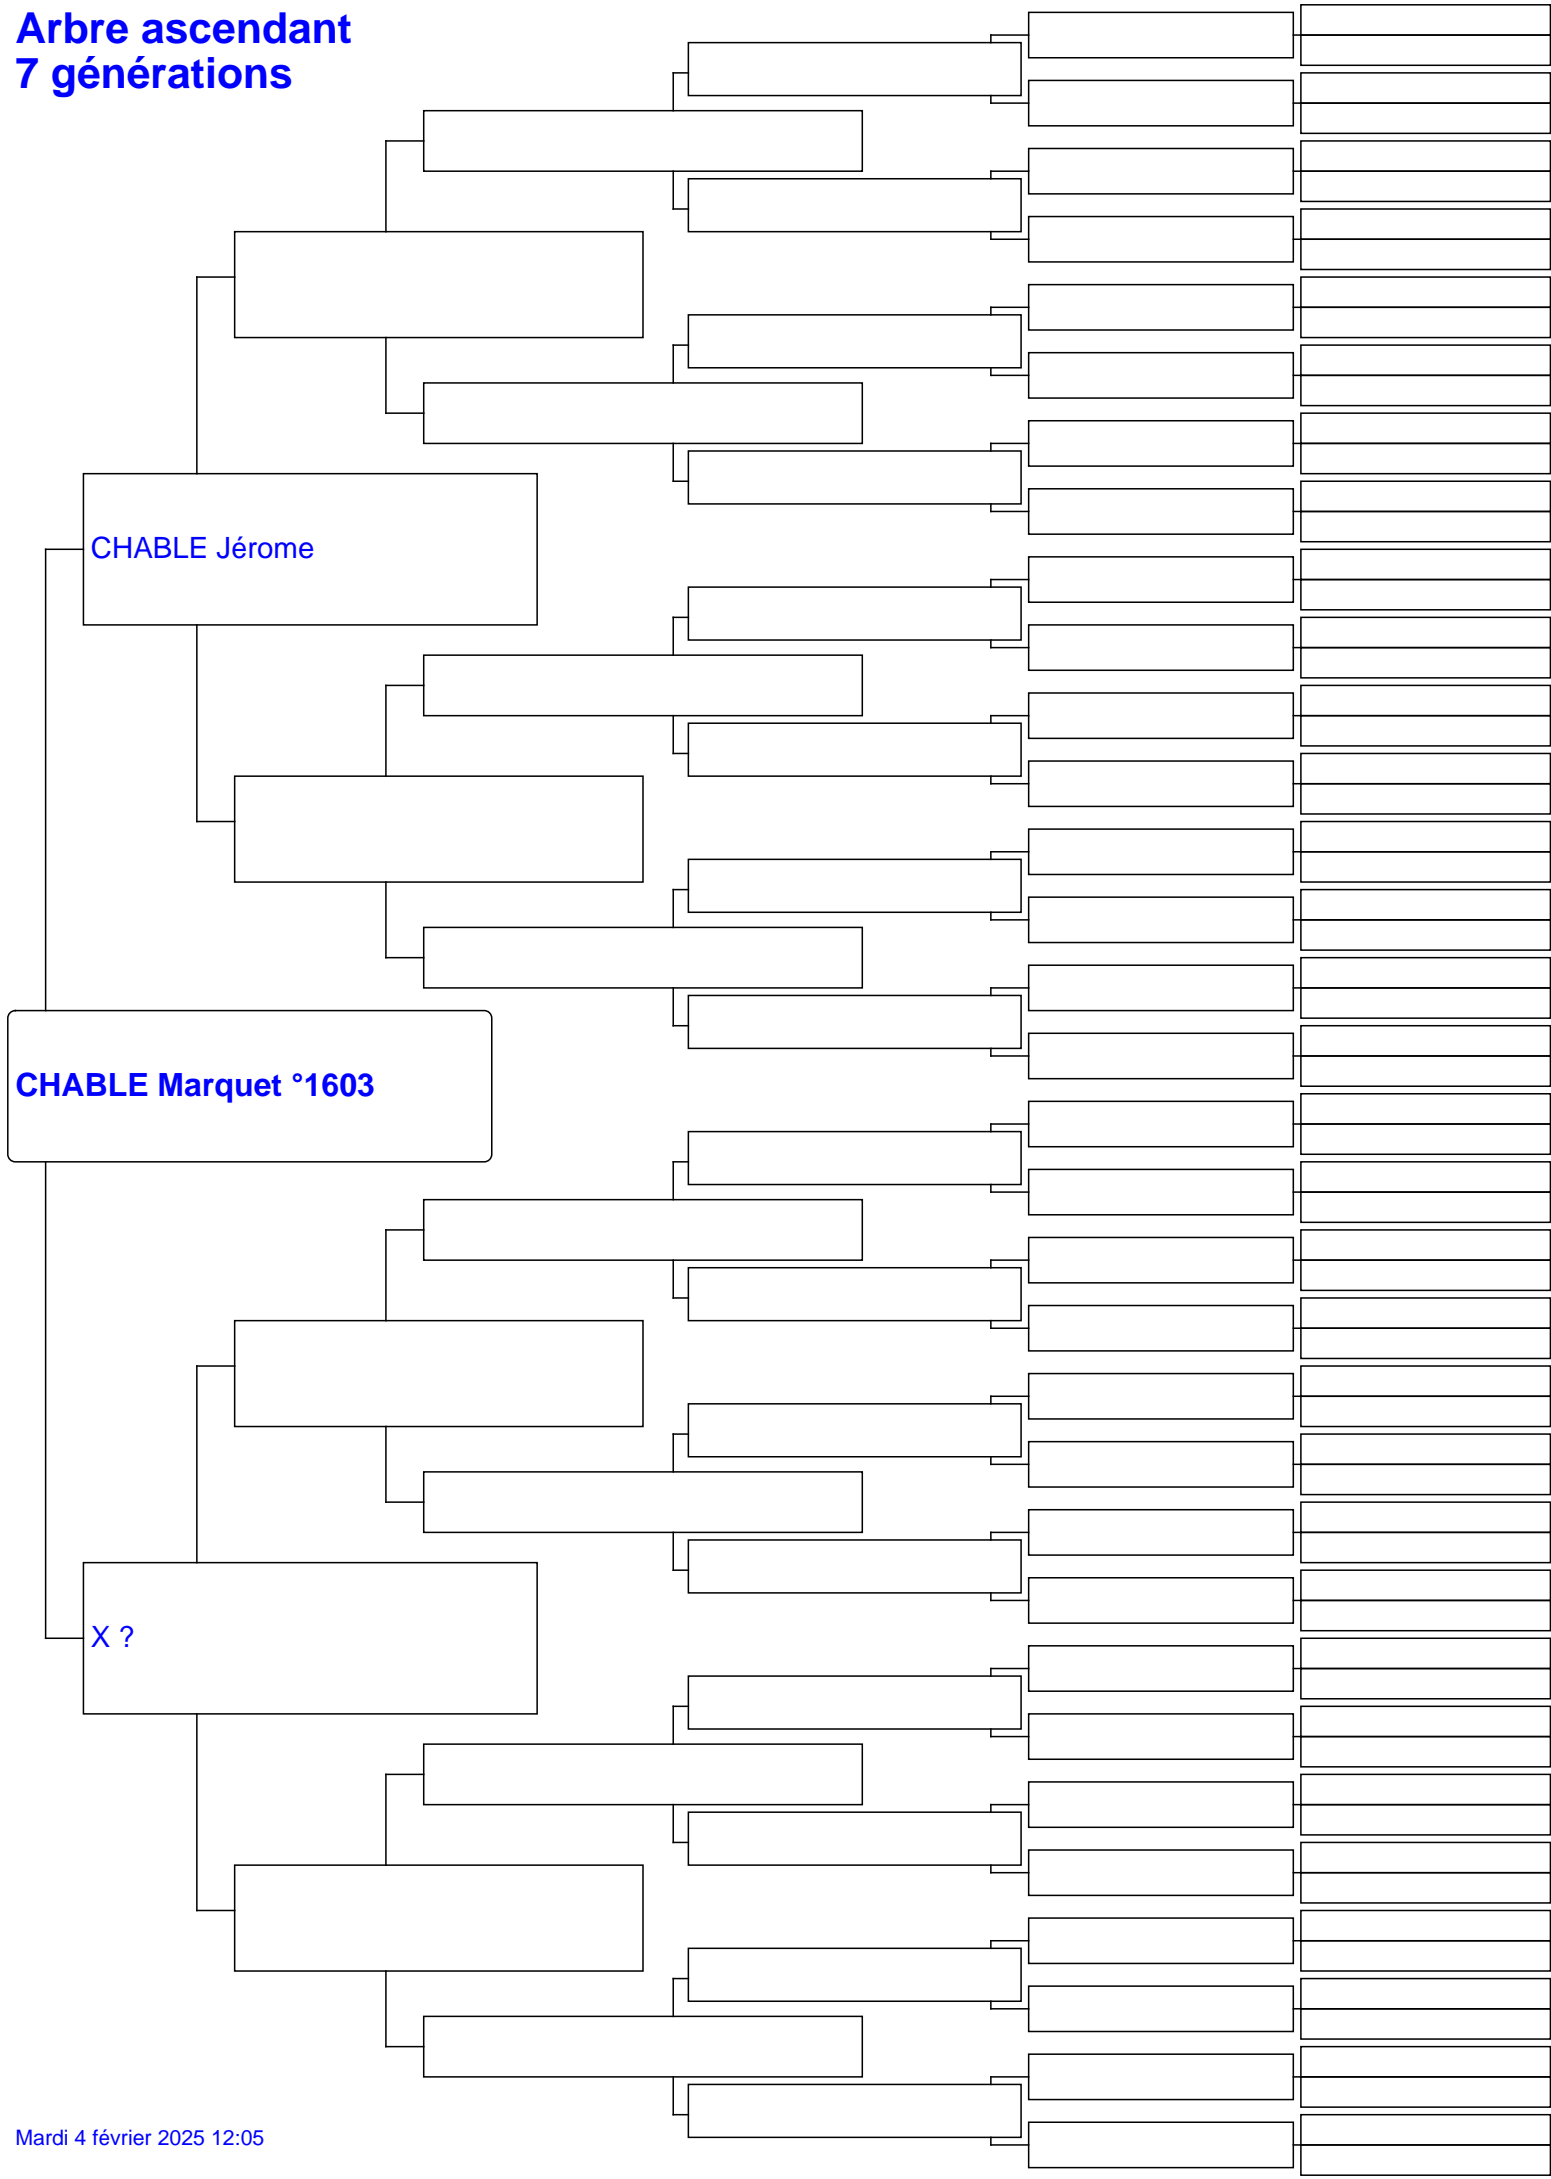 Arbre ascendant
7 générations
CHABLE Jérome
CHABLE Marquet °1603
X ?
Mardi 4 février 2025 12:05